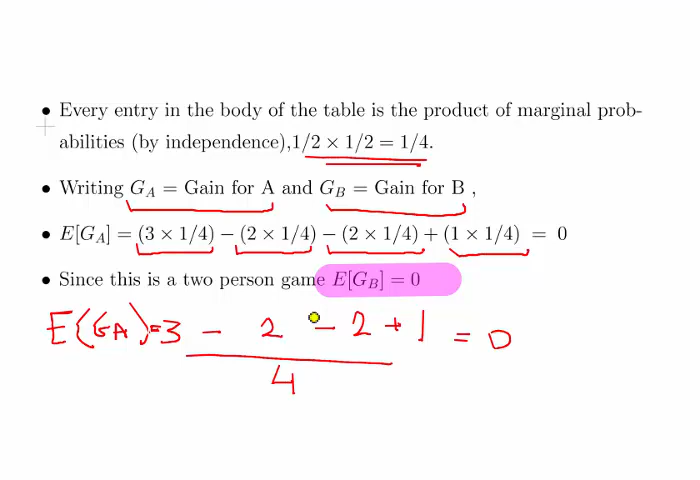 • Every entry in the body of the table is the product of marginal prob-
abilities (by independence),1/2 × 1/2 = 1/4.
• Writing G_A = Gain for A and G_B = Gain for B ,
• E[G_A] = (3 × 1/4) − (2 × 1/4) − (2 × 1/4) + (1 × 1/4) = 0
• Since this is a two person game E[G_B] = 0
E(GA)=3 − 2 − 2 + 1 = 0
4